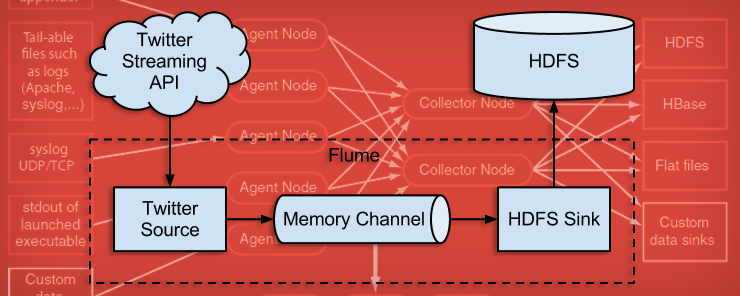 appender
Tail-able
files such
as logs
(Apache,
syslog,...)
syslog
UDP/TCP
stdout of
launched
executable
Custom
data
Twitter
Streaming
API
Agent Node
Agent Node
Agent Node
Agent Node
Agent
Collector Node
Collector Node
HDFS
HDFS
HBase
Flat files
Custom
data sinks
Flume
Twitter
Source
Memory Channel
HDFS Sink